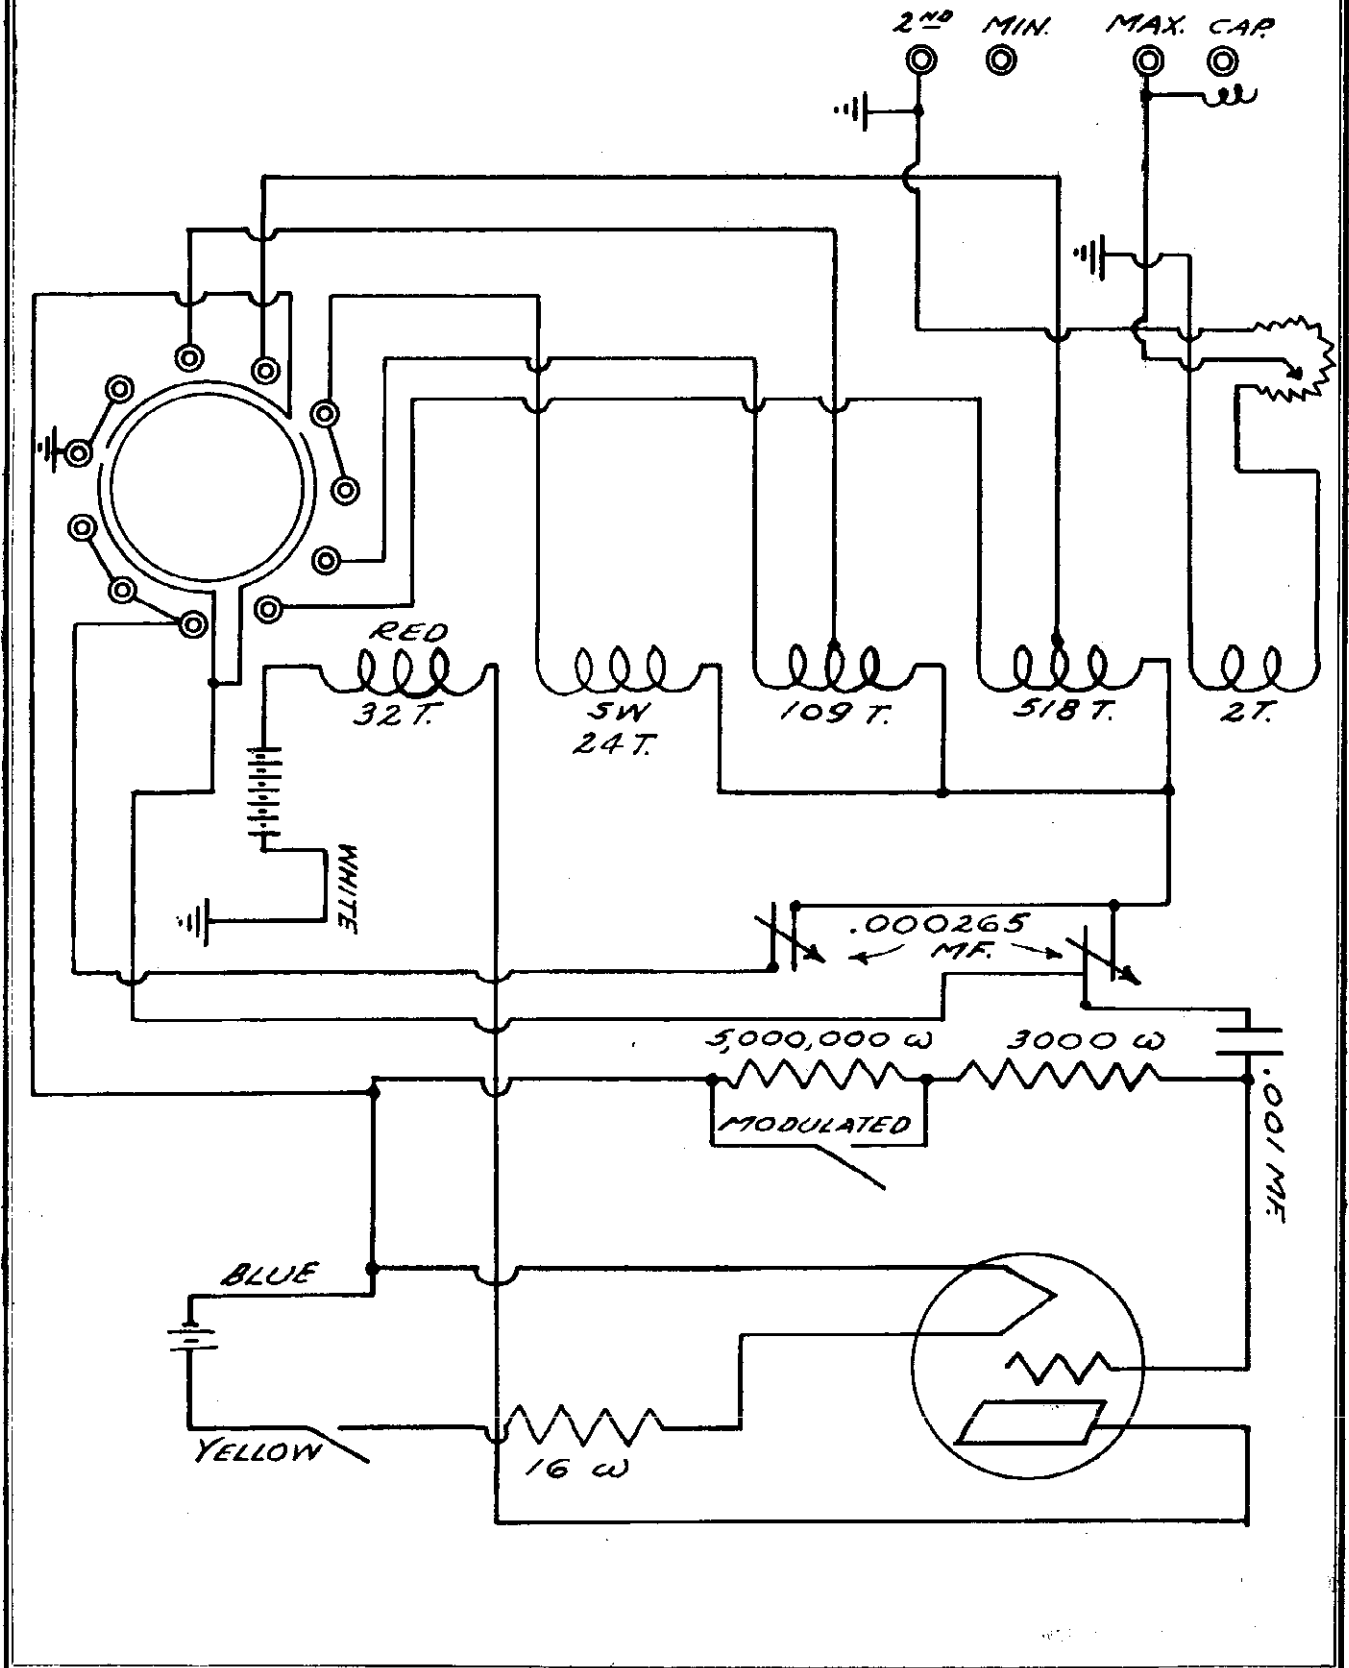 2ND MIN. MAX. CAP.
RED
32 T.
SW
24 T.
109 T.
518 T.
2 T.
WHITE
.000265
MF.
5,000,000 ω
3000 ω
MODULATED
.001 MF.
BLUE
YELLOW
16 ω